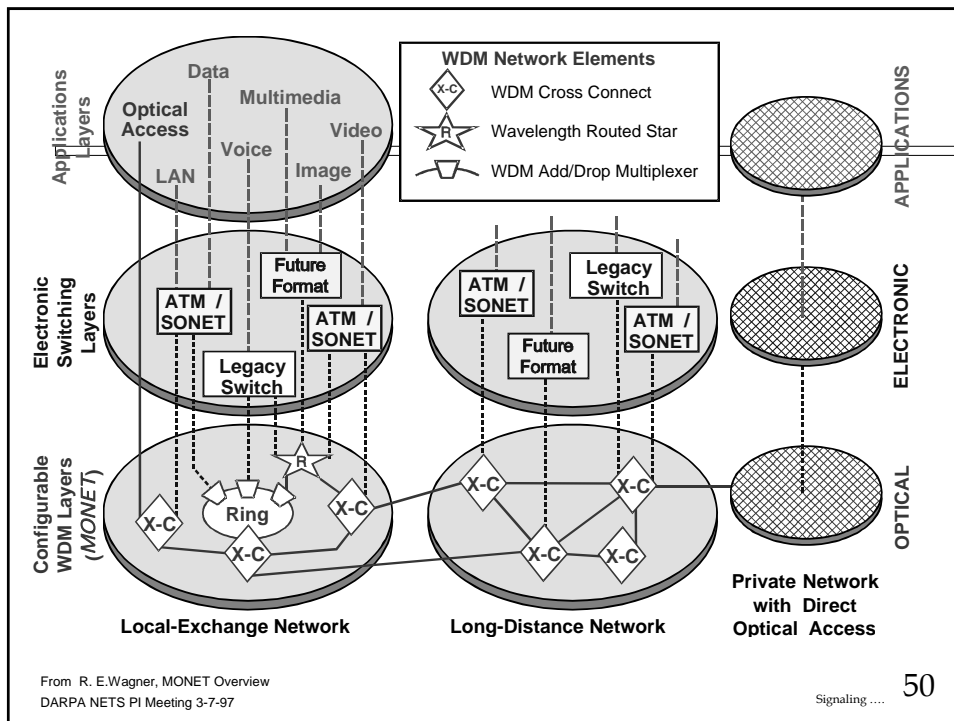 WDM Network Elements
X-C
WDM Cross Connect
R
Wavelength Routed Star
WDM Add/Drop Multiplexer
Applications
Layers
Data
Optical
Access
Multimedia
Video
Voice
LAN
Image
APPLICATIONS
Electronic
Switching
Layers
Future
Format
ATM /
SONET
ATM /
SONET
Legacy
Switch
ATM /
SONET
Legacy
Switch
ATM /
SONET
Future
Format
ELECTRONIC
Configurable
WDM Layers
(MONET)
R
X-C
Ring
X-C
X-C
X-C
X-C
X-C
X-C
OPTICAL
Local-Exchange Network
Long-Distance Network
Private Network
with Direct
Optical Access
From R. E.Wagner, MONET Overview
DARPA NETS PI Meeting 3-7-97
Signaling ....
50